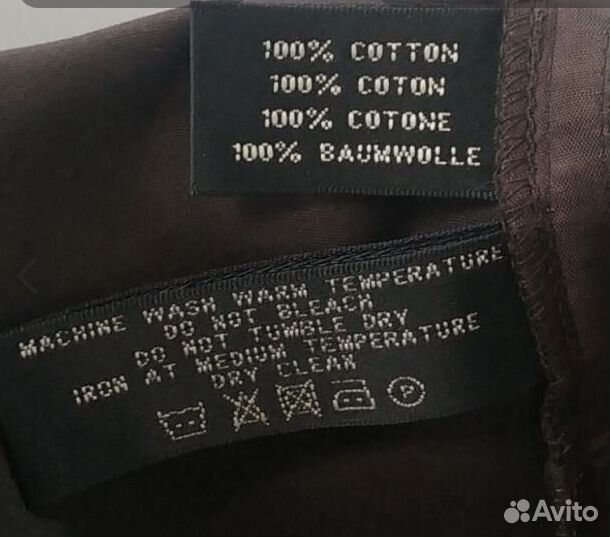 100% COTTON
100% COTON
100% COTONE
100% BAUMWOLLE
MACHINE WASH WARM TEMPERATURE
DO NOT BLEACH
DO NOT TUMBLE DRY
IRON AT MEDIUM TEMPERATURE
DRY CLEAN
P
Avito